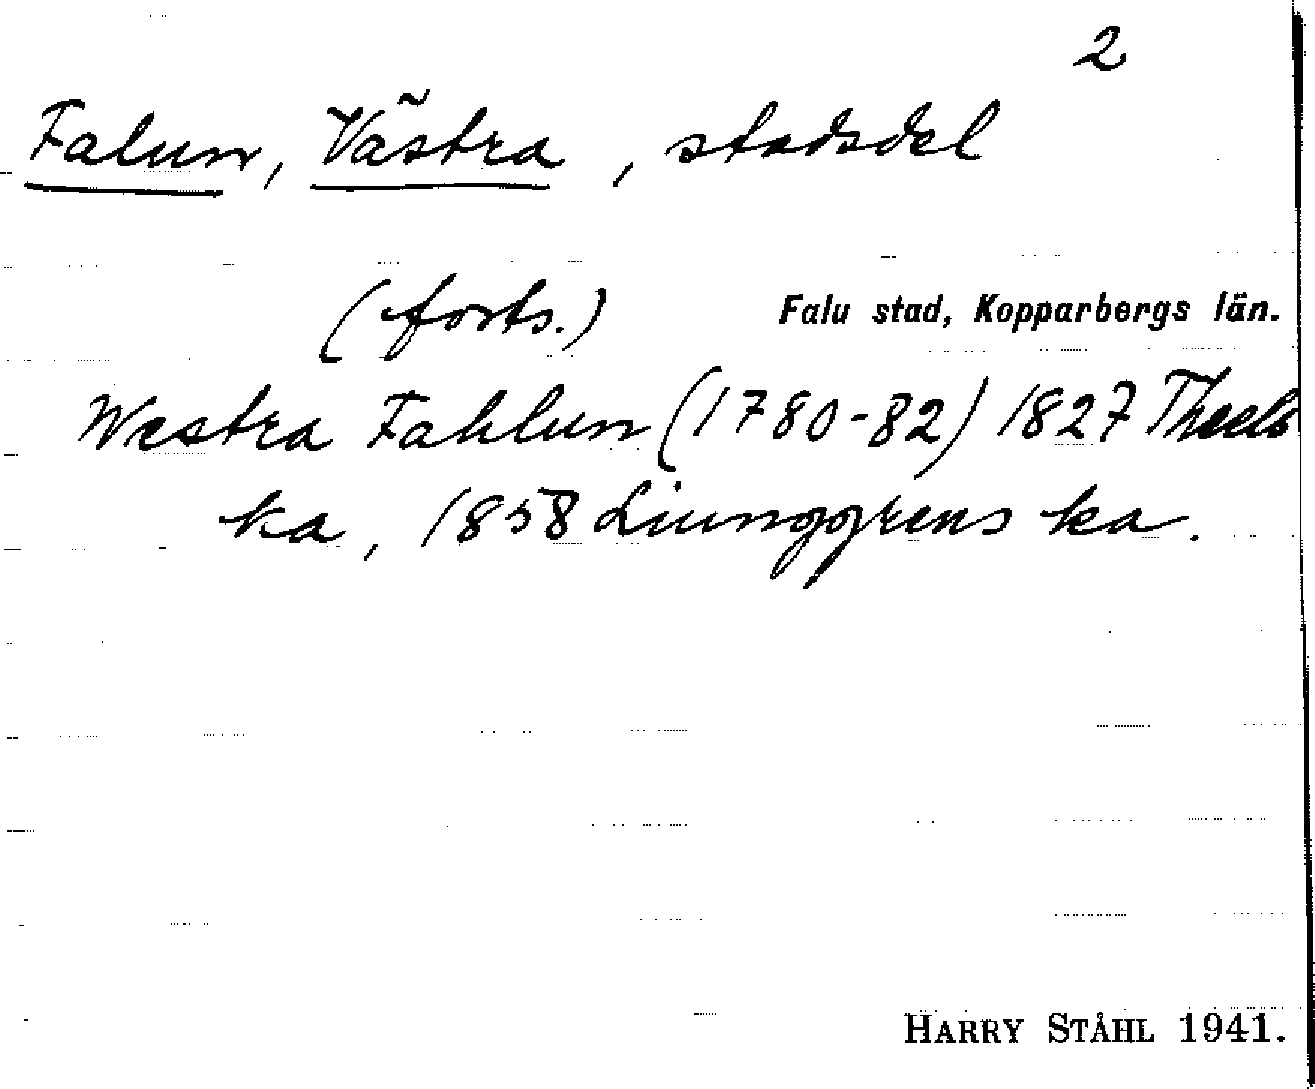 2
Falun, Västra, stadsdel
(forts.)
Falu stad, Kopparbergs län.
Westra Fahlun (1780-82) 1827 Theels
ka, 1858 Liunggrens ka.
HARRY STÅHL 1941.